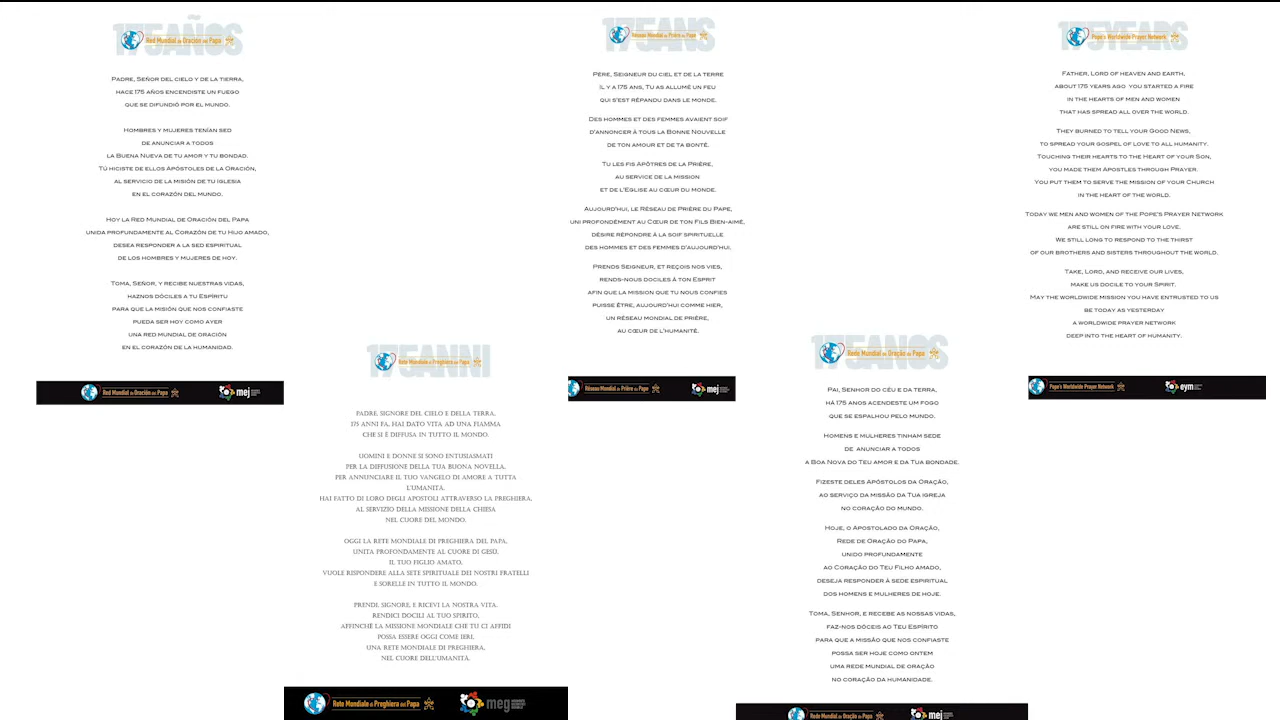 175AÑOS
Red Mundial de Oración del Papa
PADRE, SEÑOR DEL CIELO Y DE LA TIERRA,
HACE 175 AÑOS ENCENDISTE UN FUEGO
QUE SE DIFUNDIÓ POR EL MUNDO.
HOMBRES Y MUJERES TENÍAN SED
DE ANUNCIAR A TODOS
LA BUENA NUEVA DE TU AMOR Y TU BONDAD.
TÚ HICISTE DE ELLOS APÓSTOLES DE LA ORACIÓN,
AL SERVICIO DE LA MISIÓN DE TU IGLESIA
EN EL CORAZÓN DEL MUNDO.
HOY LA RED MUNDIAL DE ORACIÓN DEL PAPA
UNIDA PROFUNDAMENTE AL CORAZÓN DE TU HIJO AMADO,
DESEA RESPONDER A LA SED ESPIRITUAL
DE LOS HOMBRES Y MUJERES DE HOY.
TOMA, SEÑOR, Y RECIBE NUESTRAS VIDAS,
HAZNOS DÓCILES A TU ESPÍRITU
PARA QUE LA MISIÓN QUE NOS CONFIASTE
PUEDA SER HOY COMO AYER
UNA RED MUNDIAL DE ORACIÓN
EN EL CORAZÓN DE LA HUMANIDAD.
Red Mundial de Oración del Papa
mej
175ANNI
Rete Mondiale di Preghiera del Papa
PADRE, SIGNORE DEL CIELO E DELLA TERRA,
175 ANNI FA, HAI DATO VITA AD UNA FIAMMA
CHE SI È DIFFUSA IN TUTTO IL MONDO.
UOMINI E DONNE SI SONO ENTUSIASMATI
PER LA DIFFUSIONE DELLA TUA BUONA NOVELLA,
PER ANNUNCIARE IL TUO VANGELO DI AMORE A TUTTA
L'UMANITÀ.
HAI FATTO DI LORO DEGLI APOSTOLI ATTRAVERSO LA PREGHIERA,
AL SERVIZIO DELLA MISSIONE DELLA CHIESA
NEL CUORE DEL MONDO.
OGGI LA RETE MONDIALE DI PREGHIERA DEL PAPA,
UNITA PROFONDAMENTE AL CUORE DI GESÙ,
IL TUO FIGLIO AMATO,
VUOLE RISPONDERE ALLA SETE SPIRITUALE DEI NOSTRI FRATELLI
E SORELLE IN TUTTO IL MONDO.
PRENDI, SIGNORE, E RICEVI LA NOSTRA VITA.
RENDICI DOCILI AL TUO SPIRITO,
AFFINCHÉ LA MISSIONE MONDIALE CHE TU CI AFFIDI
POSSA ESSERE OGGI COME IERI,
UNA RETE MONDIALE DI PREGHIERA,
NEL CUORE DELL'UMANITÀ.
Rete Mondiale di Preghiera del Papa
meg
175ANS
Réseau Mondial de Prière du Pape
PÈRE, SEIGNEUR DU CIEL ET DE LA TERRE
IL Y A 175 ANS, TU AS ALLUMÉ UN FEU
QUI S'EST RÉPANDU DANS LE MONDE.
DES HOMMES ET DES FEMMES AVAIENT SOIF
D'ANNONCER À TOUS LA BONNE NOUVELLE
DE TON AMOUR ET DE TA BONTÉ.
TU LES FIS APÔTRES DE LA PRIÈRE,
AU SERVICE DE LA MISSION
ET DE L'EGLISE AU CŒUR DU MONDE.
AUJOURD'HUI, LE RÉSEAU DE PRIÈRE DU PAPE,
UNI PROFONDÉMENT AU CŒUR DE TON FILS BIEN-AIMÉ,
DÉSIRE RÉPONDRE À LA SOIF SPIRITUELLE
DES HOMMES ET DES FEMMES D'AUJOURD'HUI.
PRENDS SEIGNEUR, ET REÇOIS NOS VIES,
RENDS-NOUS DOCILES À TON ESPRIT
AFIN QUE LA MISSION QUE TU NOUS CONFIES
PUISSE ÊTRE, AUJOURD'HUI COMME HIER,
UN RÉSEAU MONDIAL DE PRIÈRE,
AU CŒUR DE L'HUMANITÉ.
Réseau Mondial de Prière du Pape
mej
175ANOS
Rede Mundial de Oração do Papa
PAI, SENHOR DO CÉU E DA TERRA,
HÁ 175 ANOS ACENDESTE UM FOGO
QUE SE ESPALHOU PELO MUNDO.
HOMENS E MULHERES TINHAM SEDE
DE ANUNCIAR A TODOS
A BOA NOVA DO TEU AMOR E DA TUA BONDADE.
FIZESTE DELES APÓSTOLOS DA ORAÇÃO,
AO SERVIÇO DA MISSÃO DA TUA IGREJA
NO CORAÇÃO DO MUNDO.
HOJE, O APOSTOLADO DA ORAÇÃO,
REDE DE ORAÇÃO DO PAPA,
UNIDO PROFUNDAMENTE
AO CORAÇÃO DO TEU FILHO AMADO,
DESEJA RESPONDER À SEDE ESPIRITUAL
DOS HOMENS E MULHERES DE HOJE.
TOMA, SENHOR, E RECEBE AS NOSSAS VIDAS,
FAZ-NOS DÓCEIS AO TEU ESPÍRITO
PARA QUE A MISSÃO QUE NOS CONFIASTE
POSSA SER HOJE COMO ONTEM
UMA REDE MUNDIAL DE ORAÇÃO
NO CORAÇÃO DA HUMANIDADE.
Rede Mundial de Oração do Papa
mej
175YEARS
Pope's Worldwide Prayer Network
FATHER, LORD OF HEAVEN AND EARTH,
ABOUT 175 YEARS AGO YOU STARTED A FIRE
IN THE HEARTS OF MEN AND WOMEN
THAT HAS SPREAD ALL OVER THE WORLD.
THEY BURNED TO TELL YOUR GOOD NEWS,
TO SPREAD YOUR GOSPEL OF LOVE TO ALL HUMANITY.
TOUCHING THEIR HEARTS TO THE HEART OF YOUR SON,
YOU MADE THEM APOSTLES THROUGH PRAYER.
YOU PUT THEM TO SERVE THE MISSION OF YOUR CHURCH
IN THE HEART OF THE WORLD.
TODAY WE MEN AND WOMEN OF THE POPE'S PRAYER NETWORK
ARE STILL ON FIRE WITH YOUR LOVE.
WE STILL LONG TO RESPOND TO THE THIRST
OF OUR BROTHERS AND SISTERS THROUGHOUT THE WORLD.
TAKE, LORD, AND RECEIVE OUR LIVES,
MAKE US DOCILE TO YOUR SPIRIT.
MAY THE WORLDWIDE MISSION YOU HAVE ENTRUSTED TO US
BE TODAY AS YESTERDAY
A WORLDWIDE PRAYER NETWORK
DEEP INTO THE HEART OF HUMANITY.
Pope's Worldwide Prayer Network
eym